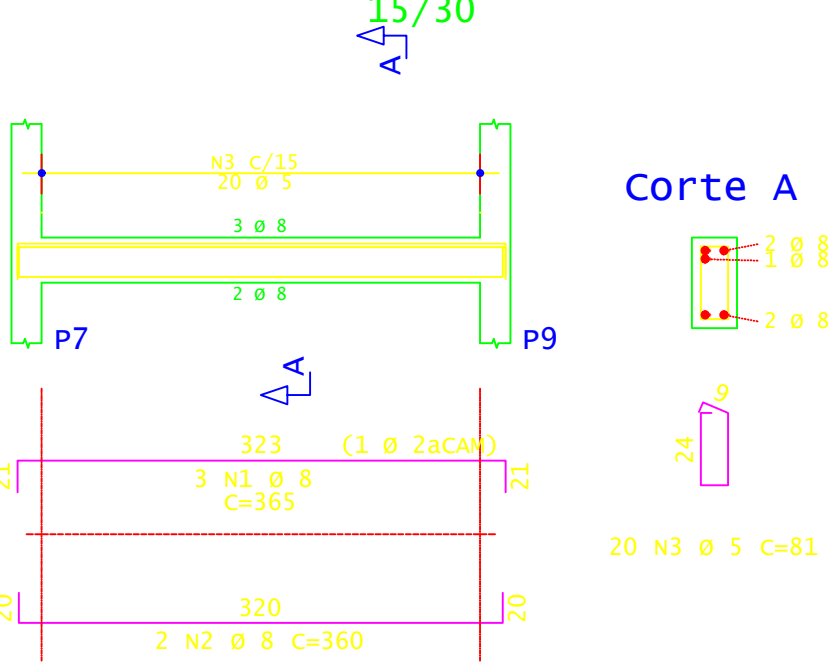 15/30
A
N3 C/15
20 Ø 5
3 Ø 8
2 Ø 8
P7
P9
A
Corte A
2 Ø 8
1 Ø 8
2 Ø 8
323 (1 Ø 2aCAM)
21
21
3 N1 Ø 8
C=365
9
24
20 N3 Ø 5 C=81
320
20
20
2 N2 Ø 8 C=360